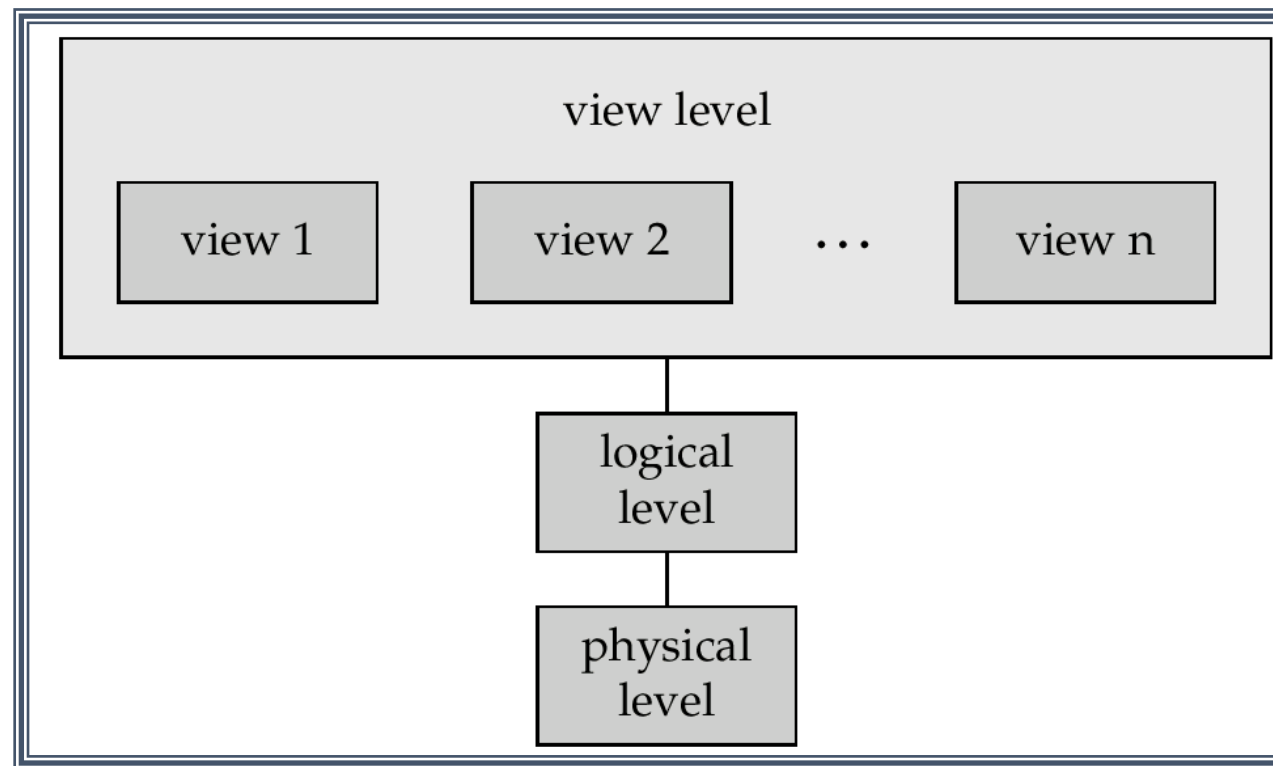 view level
view 1
view 2
...
view n
logical
level
physical
level